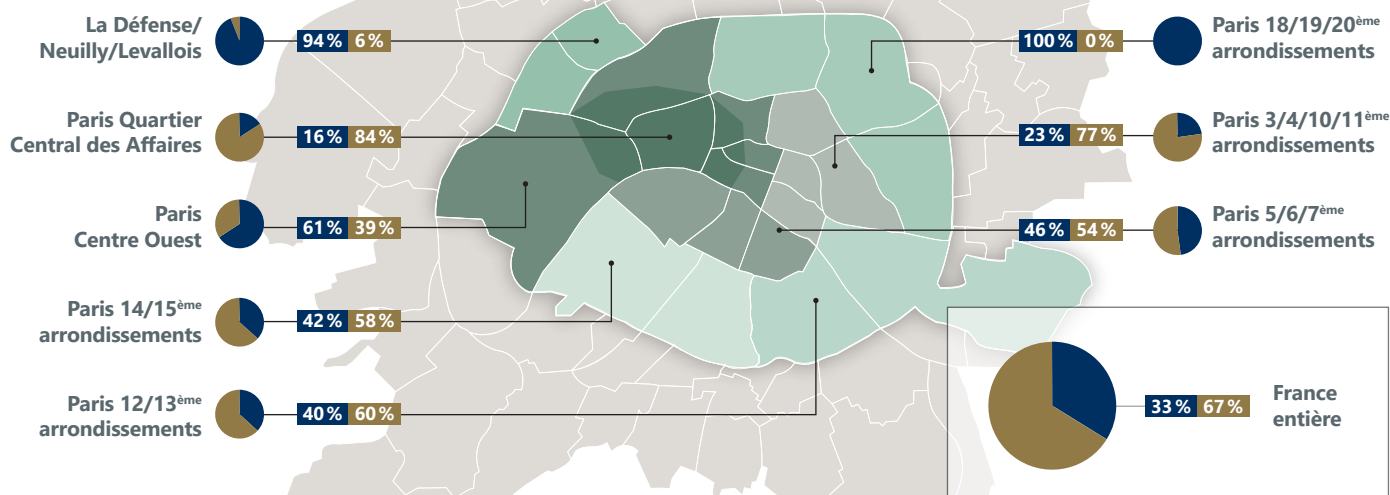 La Défense/
Neuilly/Levallois
94 % 6 %
Paris Quartier
Central des Affaires
16 % 84 %
Paris
Centre Ouest
61 % 39 %
Paris 14/15ème
arrondissements
42 % 58 %
Paris 12/13ème
arrondissements
40 % 60 %
100 % 0 %
Paris 18/19/20ème
arrondissements
23 % 77 %
Paris 3/4/10/11ème
arrondissements
46 % 54 %
Paris 5/6/7ème
arrondissements
33 % 67 %
France
entière